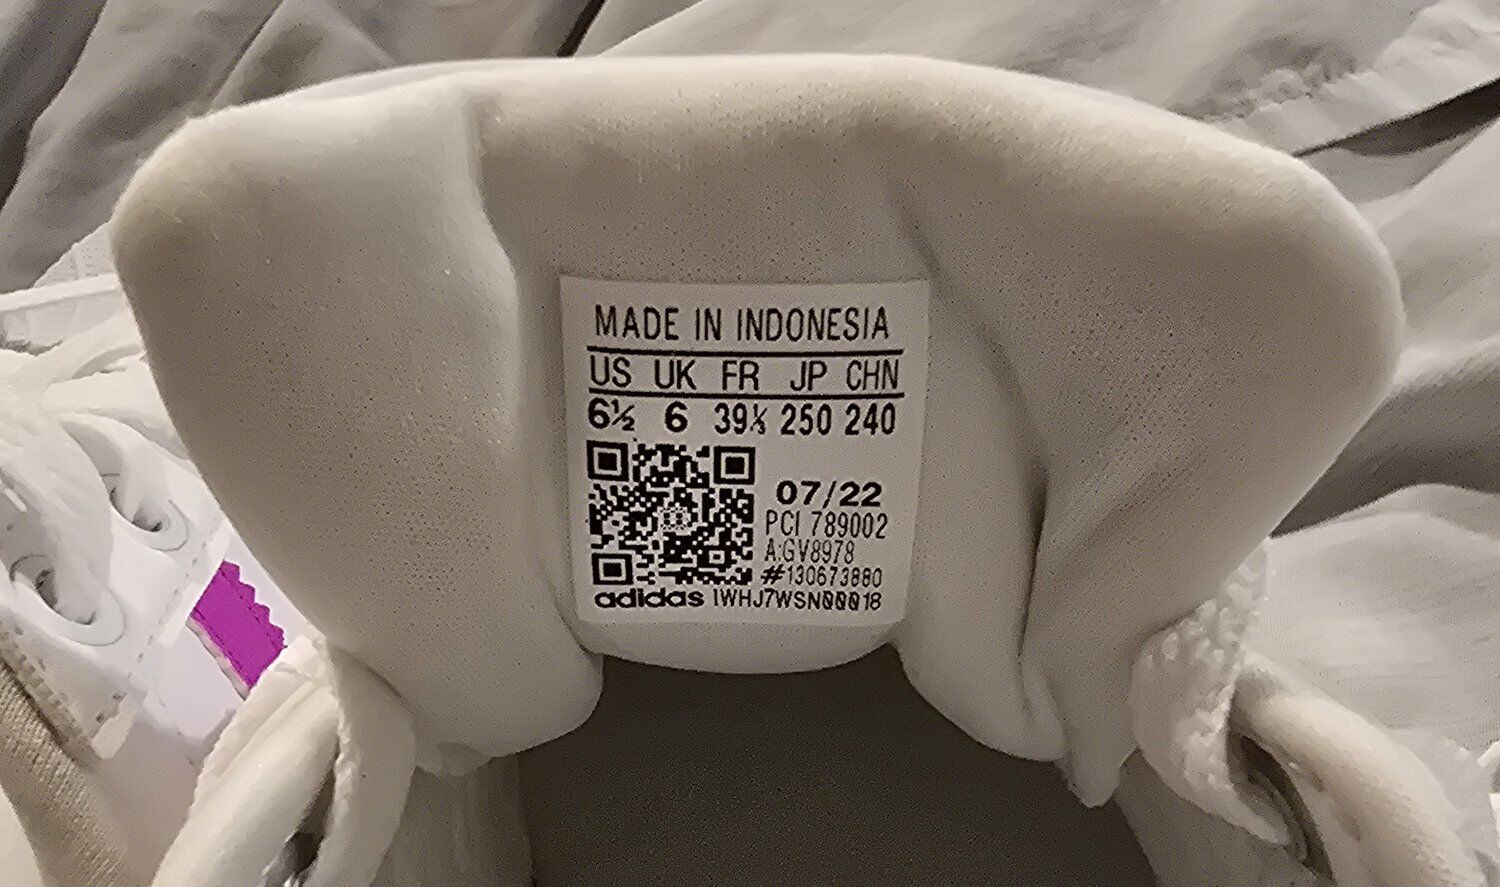 MADE IN INDONESIA
US UK FR JP CHN
6½ 6 39⅓ 250 240
07/22
PCI 789002
A:GV8978
#130673880
adidas 1WHJ7WSN00018